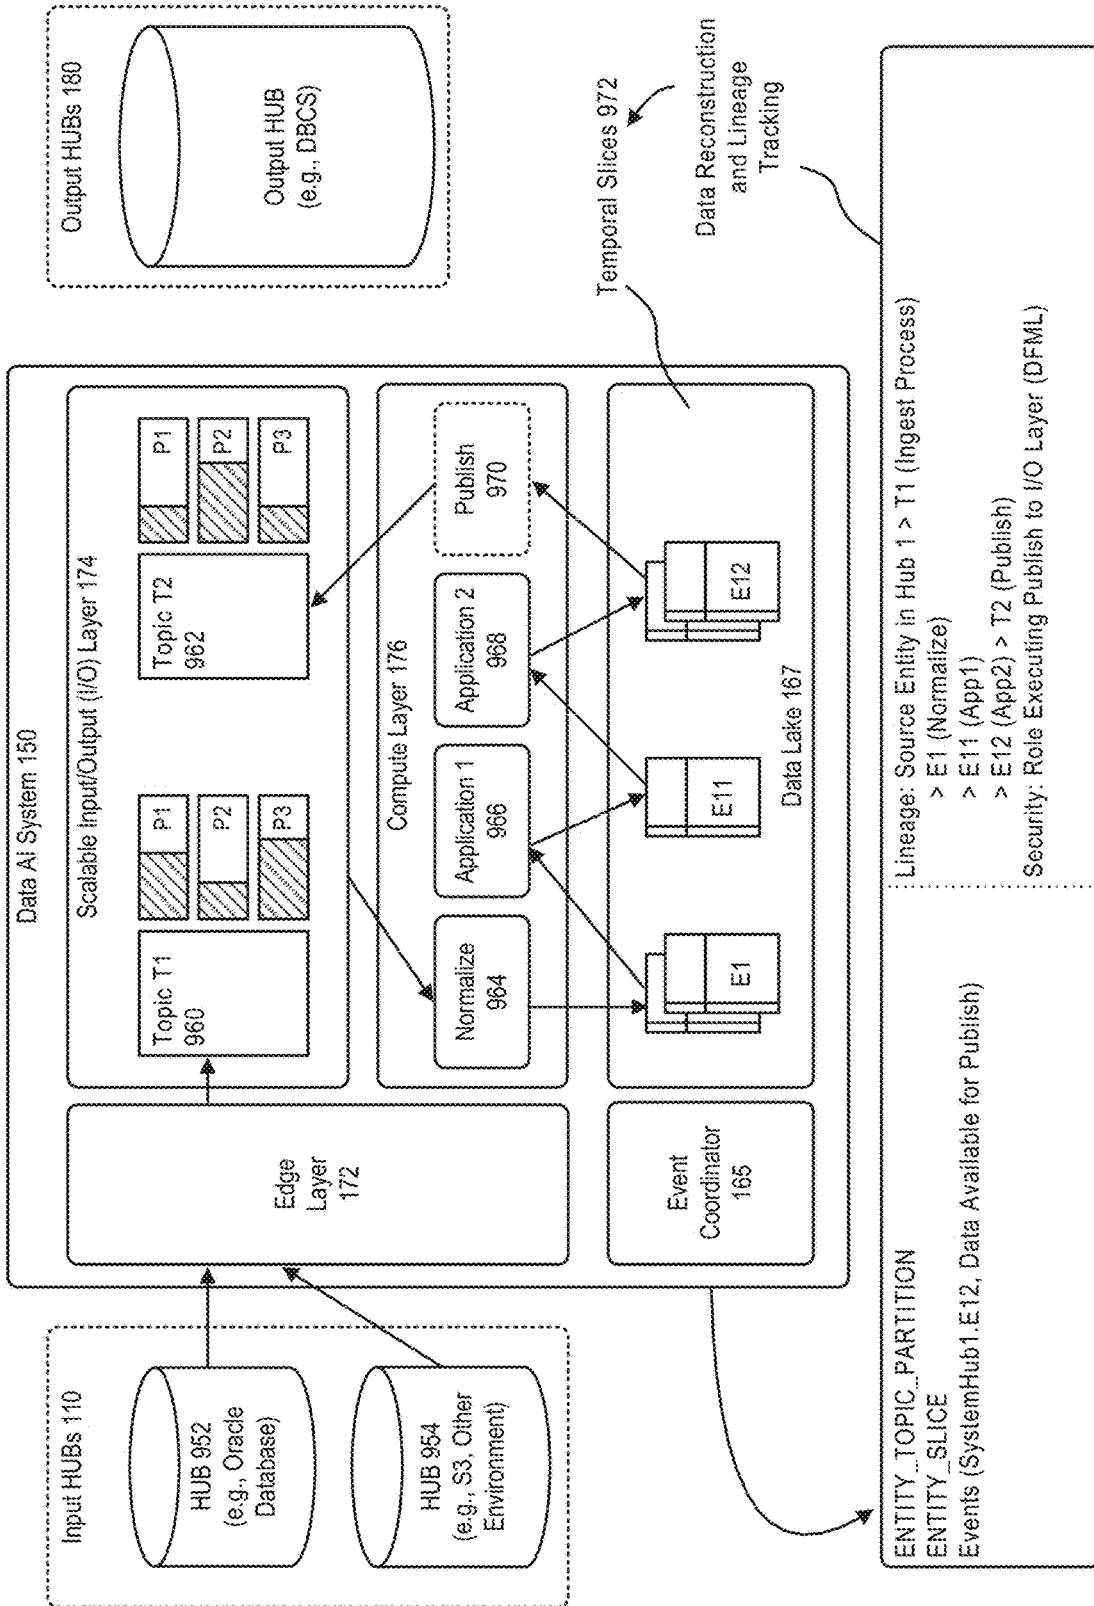 Input HUBs 110
HUB 952
(e.g., Oracle
Database)
HUB 954
(e.g., S3, Other
Environment)
Data AI System 150
Edge
Layer
172
Event
Coordinator
165
Scalable Input/Output (I/O) Layer 174
Topic T1
960
P1
P2
P3
Topic T2
962
P1
P2
P3
Compute Layer 176
Normalize
964
Application 1
966
Application 2
968
Publish
970
E1
E11
E12
Data Lake 167
Output HUBs 180
Output HUB
(e.g., DBCS)
Temporal Slices 972
Data Reconstruction
and Lineage
Tracking
ENTITY_TOPIC_PARTITION
ENTITY_SLICE
Events (SystemHub1.E12, Data Available for Publish)
Lineage: Source Entity in Hub 1 > T1 (Ingest Process)
> E1 (Normalize)
> E11 (App1)
> E12 (App2) > T2 (Publish)
Security: Role Executing Publish to I/O Layer (DFML)